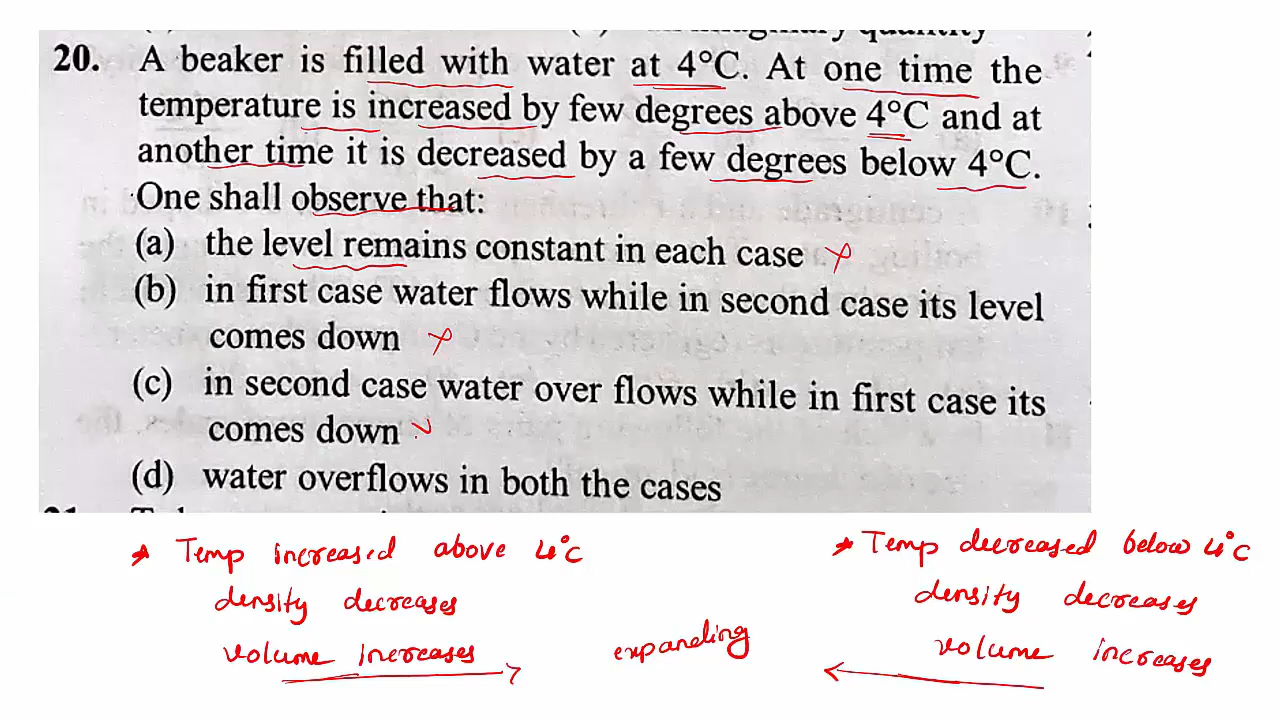 20. A beaker is filled with water at 4°C. At one time the
temperature is increased by few degrees above 4°C and at
another time it is decreased by a few degrees below 4°C.
One shall observe that:
(a) the level remains constant in each case
(b) in first case water flows while in second case its level
comes down
(c) in second case water over flows while in first case its
comes down
(d) water overflows in both the cases
* Temp increased above 4°C
density decreases
volume increases
expanding
* Temp decreased below 4°C
density decreases
volume increases